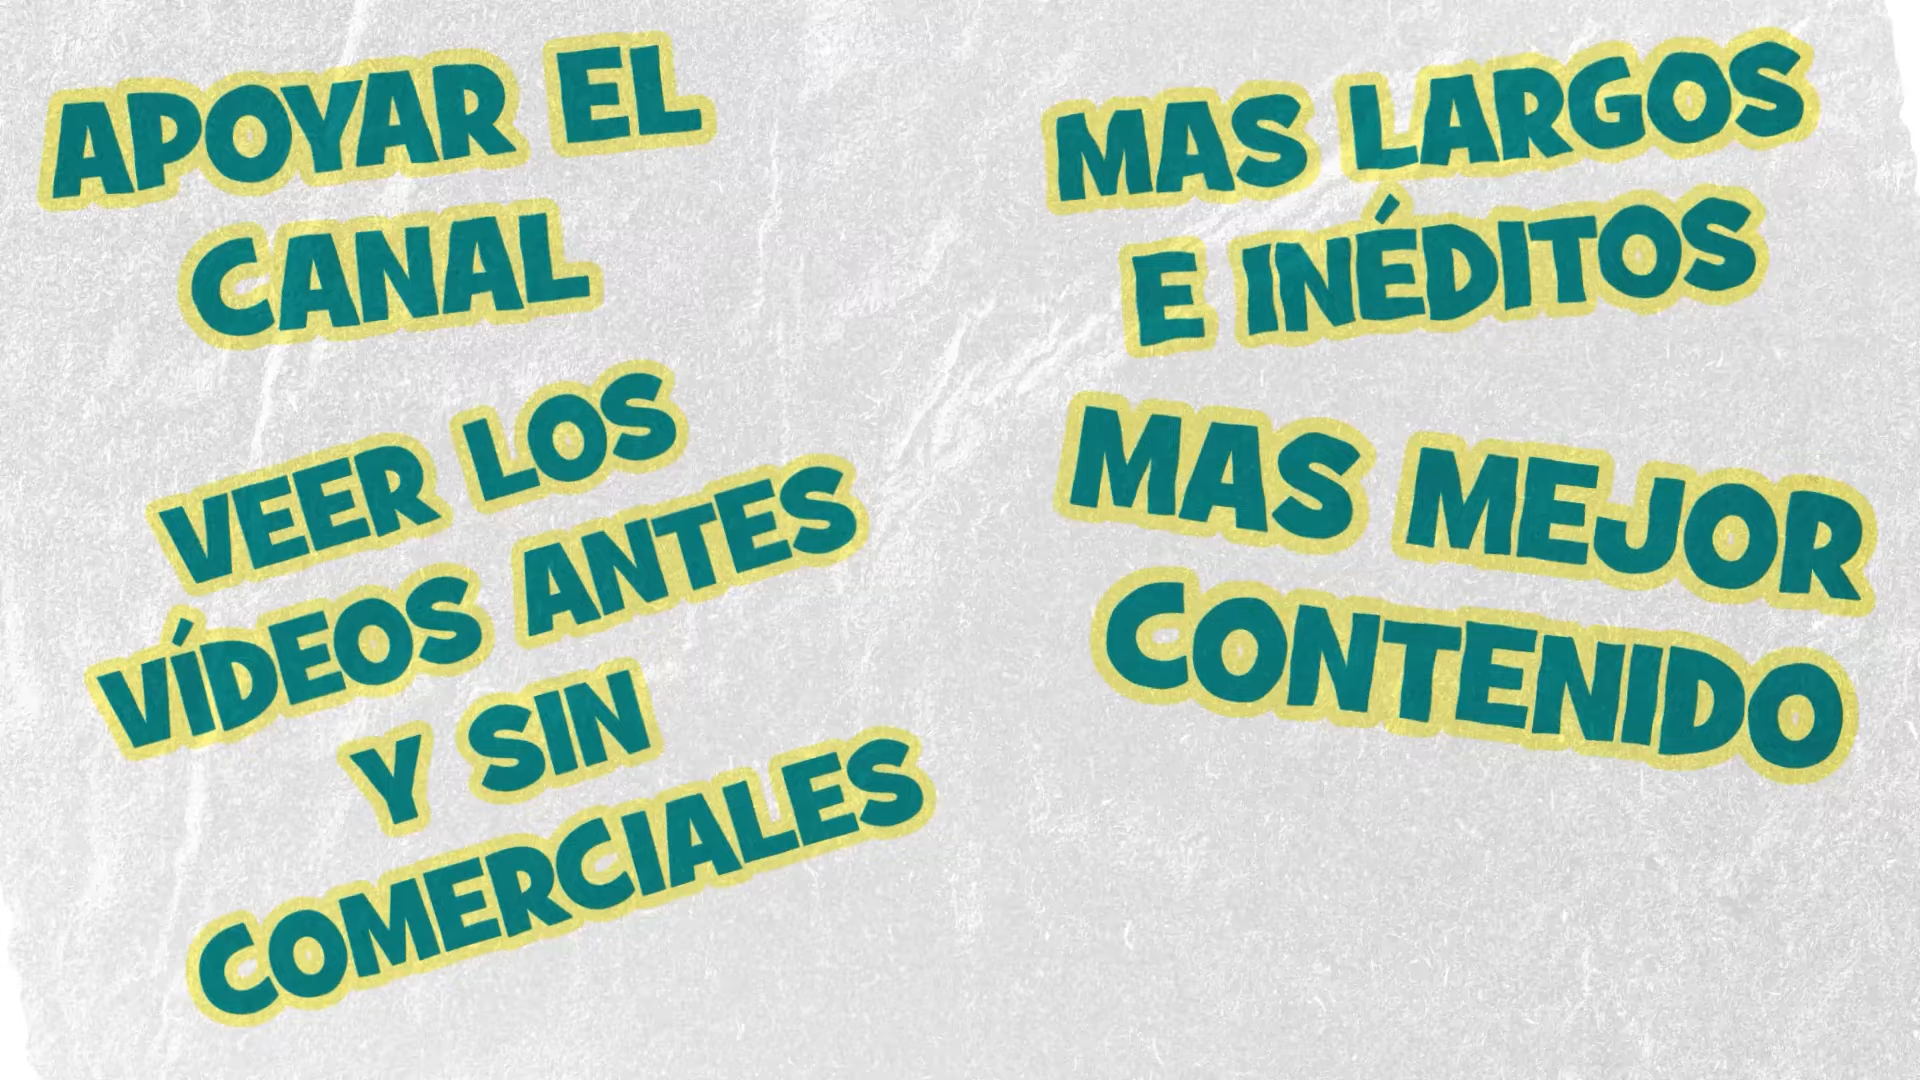 APOYAR EL
CANAL
VEER LOS
VÍDEOS ANTES
Y SIN
COMERCIALES
MAS LARGOS
E INÉDITOS
MAS MEJOR
CONTENIDO